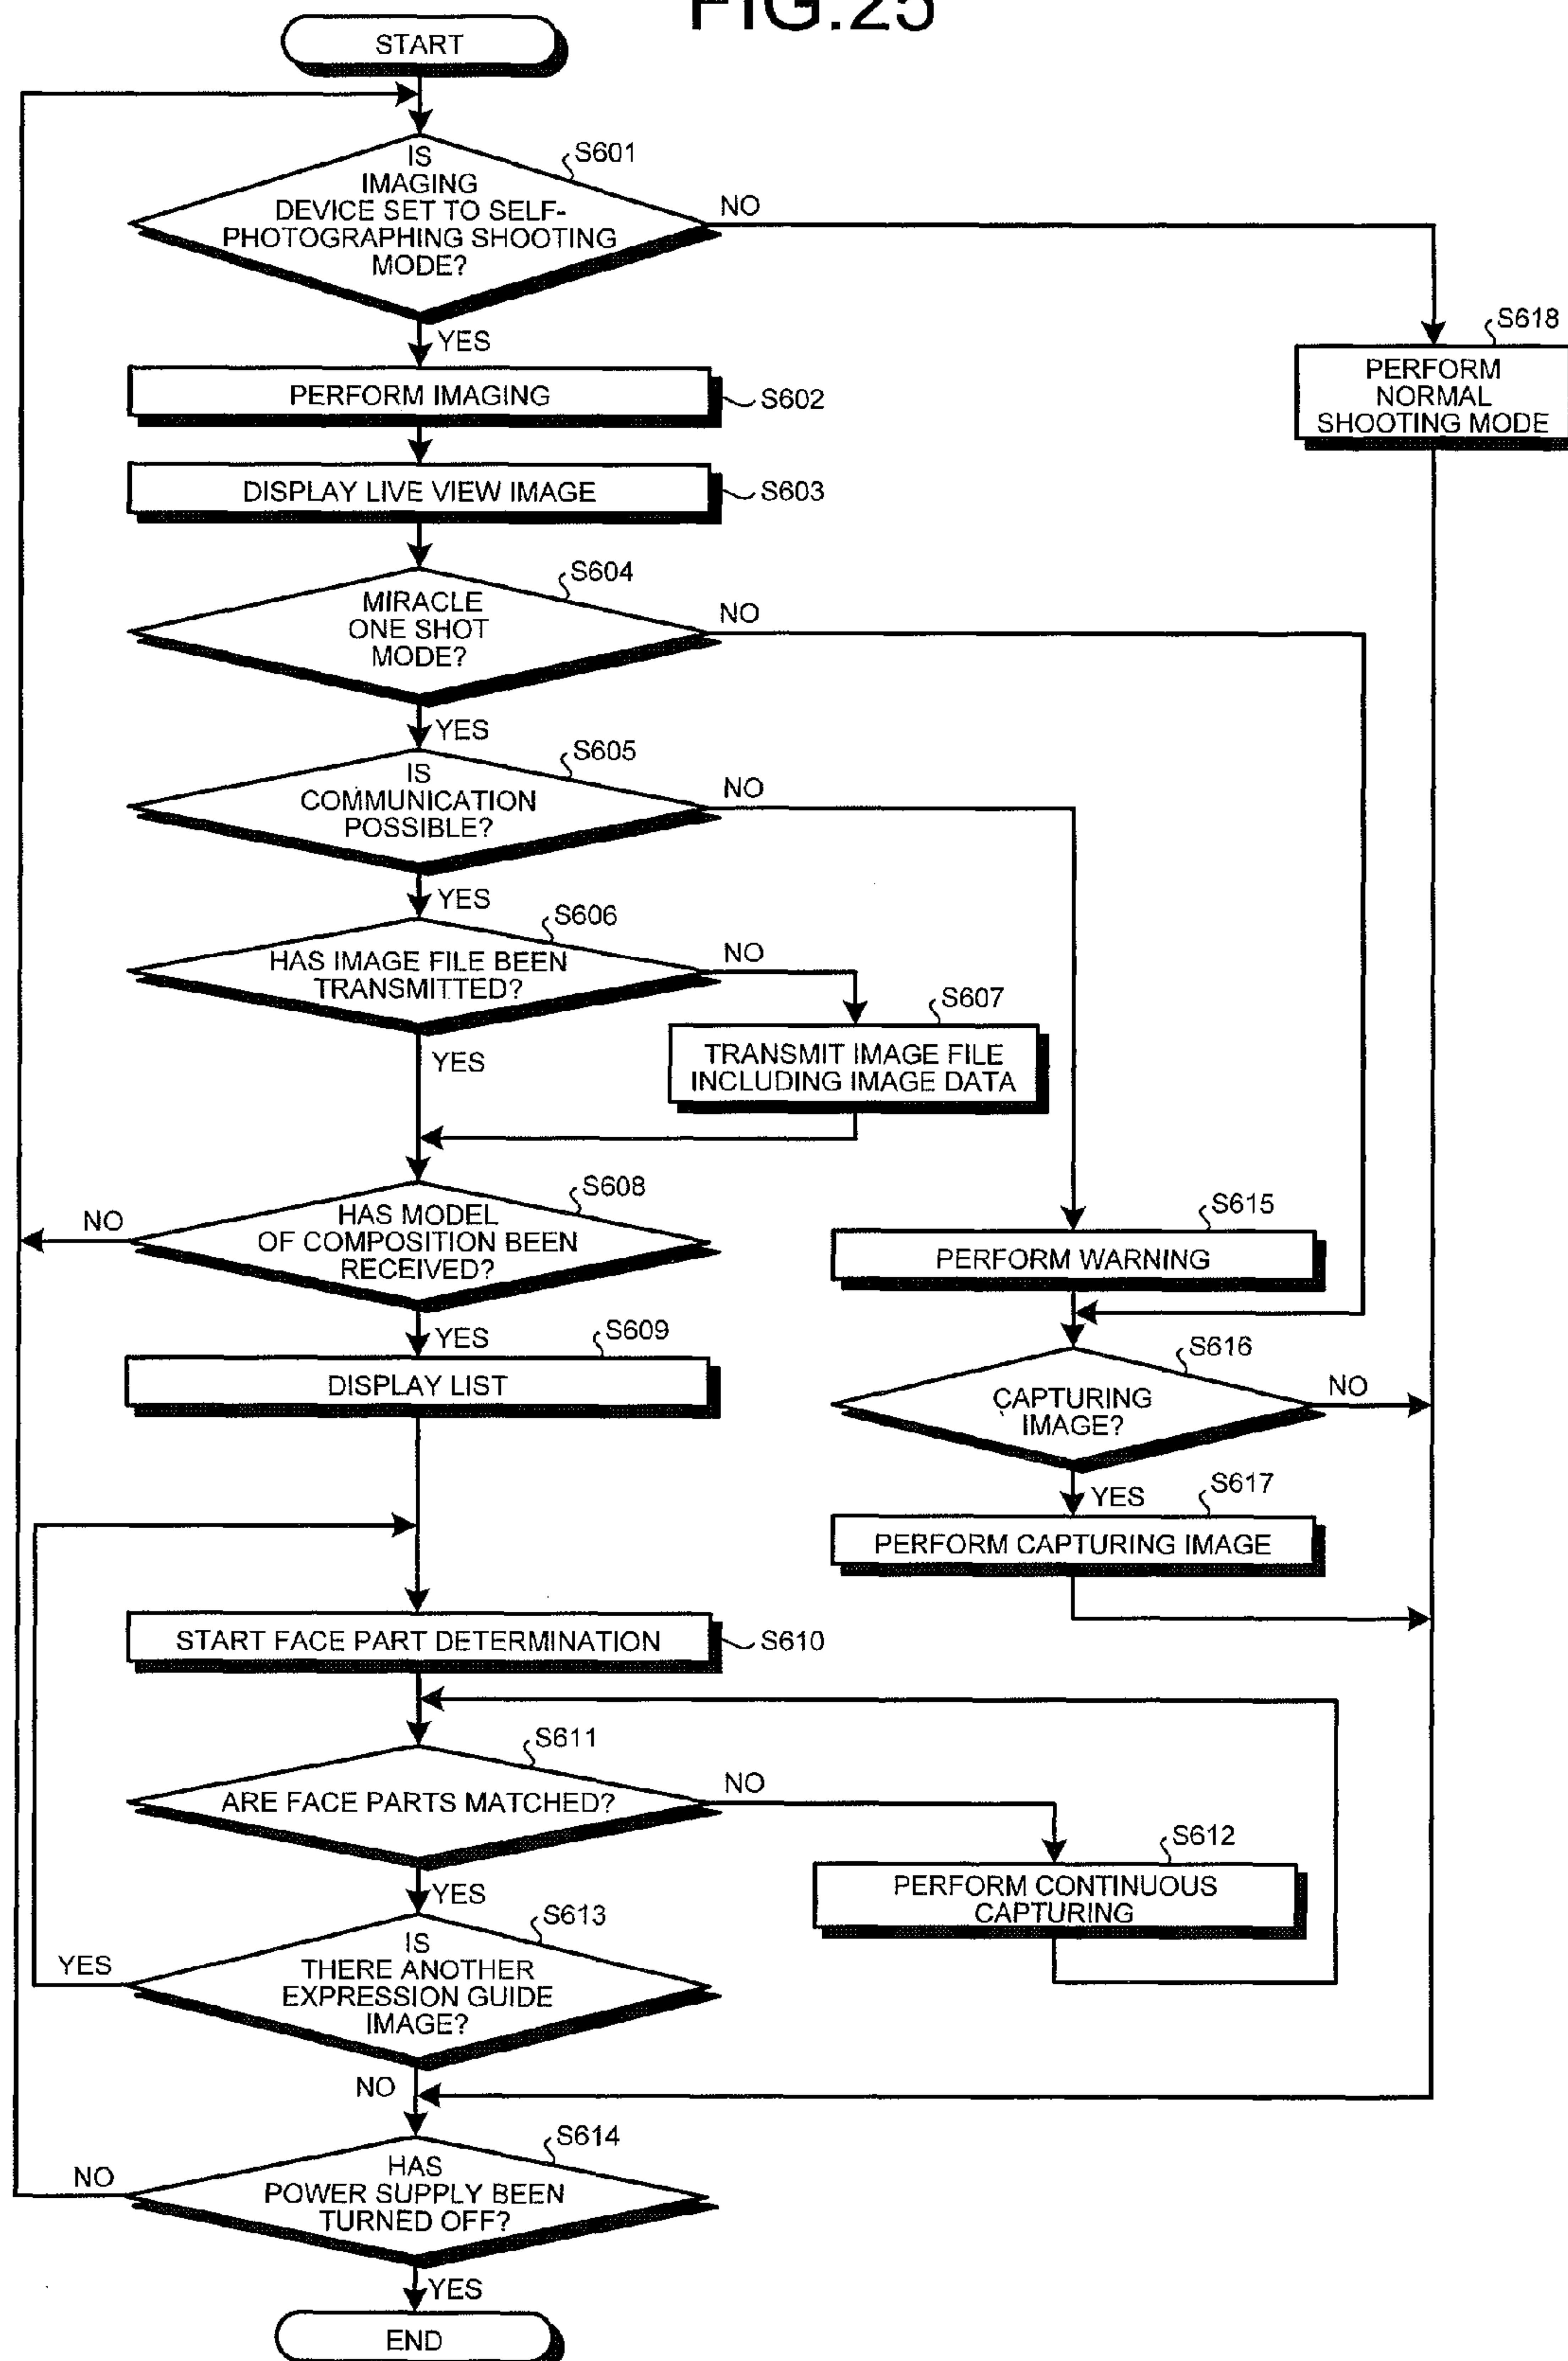 FIG.25
START
IS
IMAGING
DEVICE SET TO SELF-
PHOTOGRAPHING SHOOTING
MODE?
S601
NO
YES
S618
PERFORM
NORMAL
SHOOTING MODE
PERFORM IMAGING
S602
DISPLAY LIVE VIEW IMAGE
S603
S604
MIRACLE
ONE SHOT
MODE?
NO
YES
S605
IS
COMMUNICATION
POSSIBLE?
NO
YES
S606
HAS IMAGE FILE BEEN
TRANSMITTED?
NO
YES
S607
TRANSMIT IMAGE FILE
INCLUDING IMAGE DATA
S608
HAS MODEL
OF COMPOSITION BEEN
RECEIVED?
NO
YES
S615
PERFORM WARNING
S609
DISPLAY LIST
S616
CAPTURING
IMAGE?
NO
YES
S617
PERFORM CAPTURING IMAGE
START FACE PART DETERMINATION
S610
S611
ARE FACE PARTS MATCHED?
NO
YES
S612
PERFORM CONTINUOUS
CAPTURING
S613
IS
THERE ANOTHER
EXPRESSION GUIDE
IMAGE?
YES
NO
S614
HAS
POWER SUPPLY BEEN
TURNED OFF?
NO
YES
END